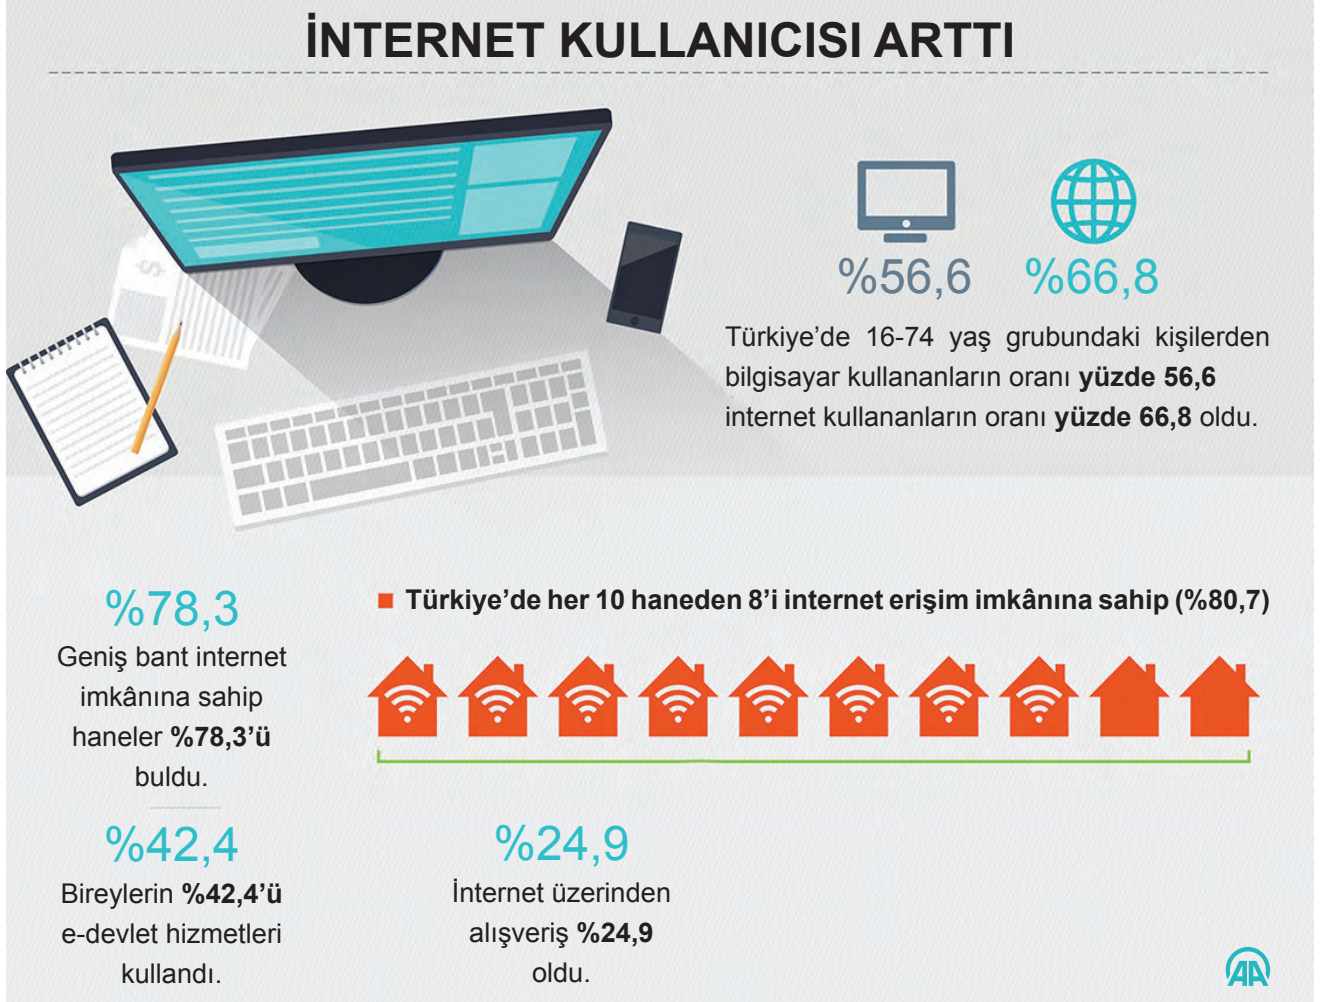 İNTERNET KULLANICISI ARTTI
%56,6
%66,8
Türkiye’de 16-74 yaş grubundaki kişilerden
bilgisayar kullananların oranı yüzde 56,6
internet kullananların oranı yüzde 66,8 oldu.
%78,3
Geniş bant internet
imkânına sahip
haneler %78,3’ü
buldu.
Türkiye’de her 10 haneden 8’i internet erişim imkânına sahip (%80,7)
%42,4
Bireylerin %42,4’ü
e-devlet hizmetleri
kullandı.
%24,9
İnternet üzerinden
alışveriş %24,9
oldu.
AA